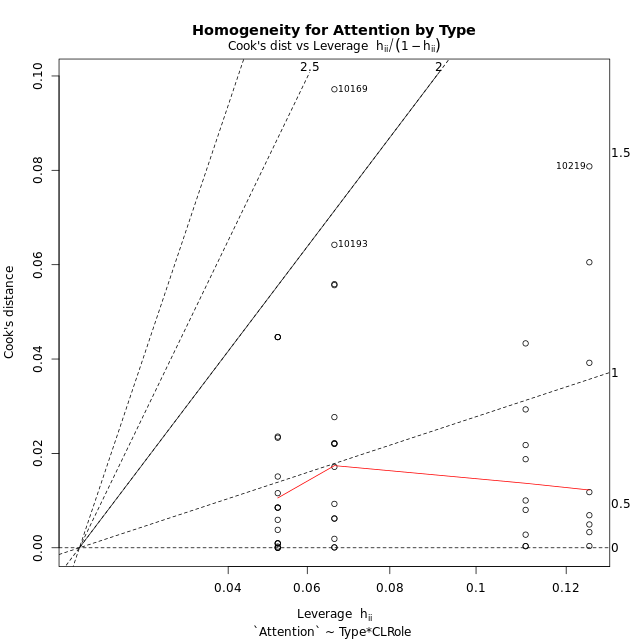 Homogeneity for Attention by Type
Cook's dist vs Leverage hii/(1−hii)
2.5
2
0.10
10169
1.5
10219
0.08
10193
0.06
Cook's distance
0.04
1
0.02
0.5
0.00
0
0.04 0.06 0.08 0.1 0.12
Leverage hii
`Attention` ~ Type*CLRole